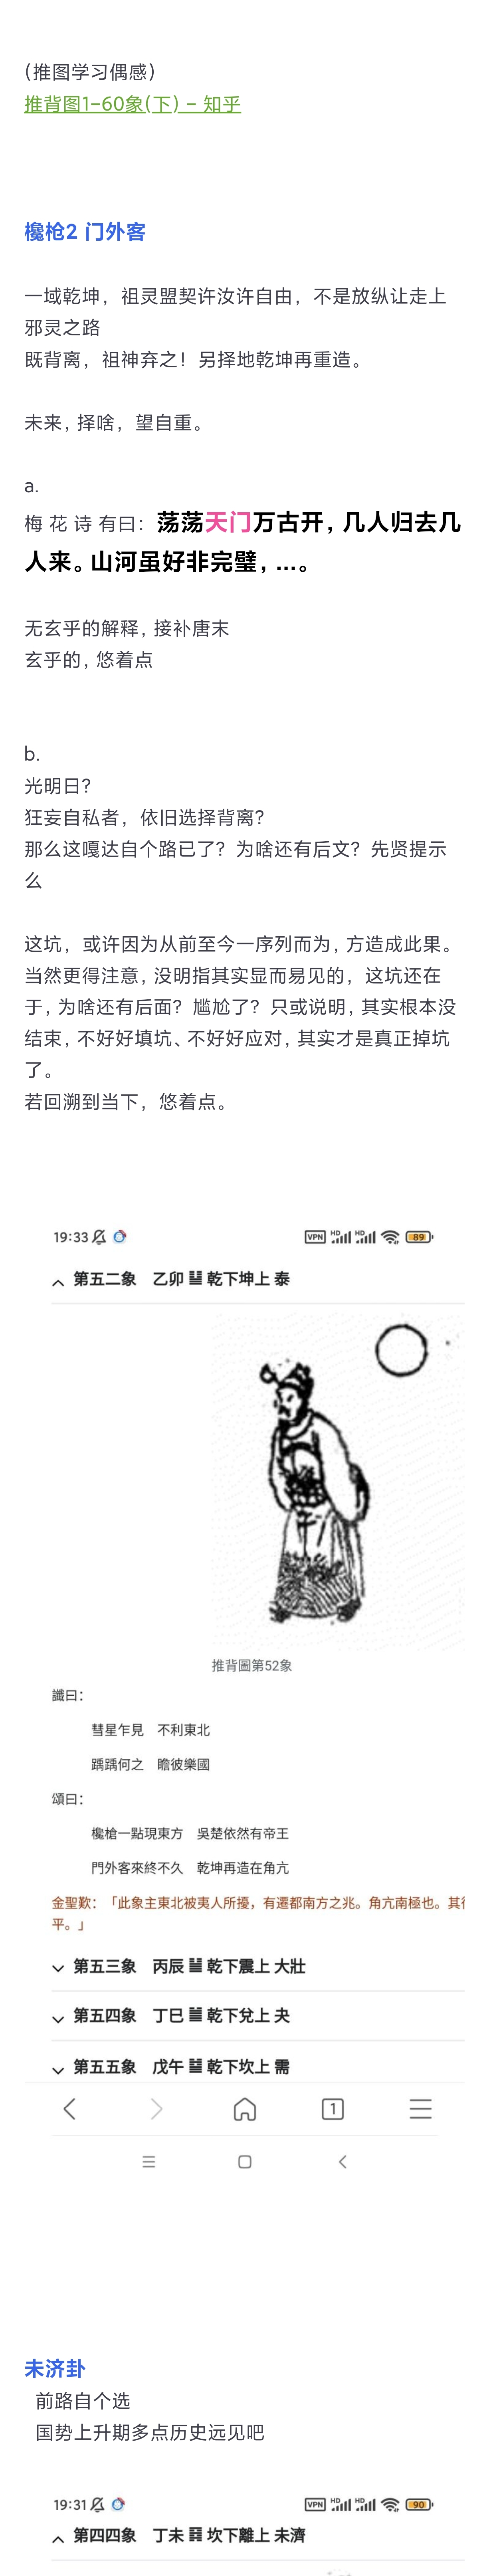 (推图学习偶感)
推背图1-60象(下) - 知乎
欃枪2 门外客
一域乾坤，祖灵盟契许汝许自由，不是放纵让走上
邪灵之路
既背离，祖神弃之！另择地乾坤再重造。
未来, 择啥，望自重。
a.
梅 花 诗 有曰：荡荡天门万古开, 几人归去几
人来。山河虽好非完璧, ...。
无玄乎的解释, 接补唐末
玄乎的, 悠着点
b.
光明日？
狂妄自私者，依旧选择背离?
那么这嘎达自个路已了？为啥还有后文？先贤提示
么
这坑，或许因为从前至今一序列而为, 方造成此果。
当然更得注意, 没明指其实显而易见的，这坑还在
于, 为啥还有后面？尴尬了？只或说明, 其实根本没
结束, 不好好填坑、不好好应对, 其实才是真正掉坑
了。
若回溯到当下，悠着点。
19:33 VPN HD HD 89
第五二象 乙卯 ䷊ 乾下坤上 泰
推背圖第52象
讖曰：
彗星乍見 不利東北
踽踽何之 瞻彼樂國
頌曰：
欃槍一點現東方 吳楚依然有帝王
門外客來終不久 乾坤再造在角亢
金聖歎：「此象主東北被夷人所擾，有遷都南方之兆。角亢南極也。其後
平。」
第五三象 丙辰 ䷡ 乾下震上 大壯
第五四象 丁巳 ䷪ 乾下兌上 夬
第五五象 戊午 ䷄ 乾下坎上 需
1
未济卦
前路自个选
国势上升期多点历史远见吧
19:31 VPN HD HD 90
第四四象 丁未 ䷿ 坎下離上 未濟